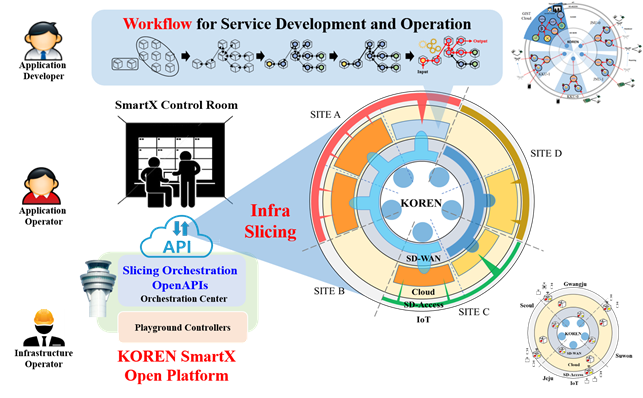 Workflow for Service Development and Operation
Output
Input
Application
Developer
SmartX Control Room
SITE A
SITE D
Application
Operator
Infra
Slicing
KOREN
API
Slicing Orchestration
OpenAPIs
Orchestration Center
SD-WAN
Cloud
SD-Access
IoT
SITE B
SITE C
Playground Controllers
Infrastructure
Operator
KOREN SmartX
Open Platform
Gwangju
Seoul
Suwon
SD-WAN
Cloud
SD-Access
Jeju
IoT